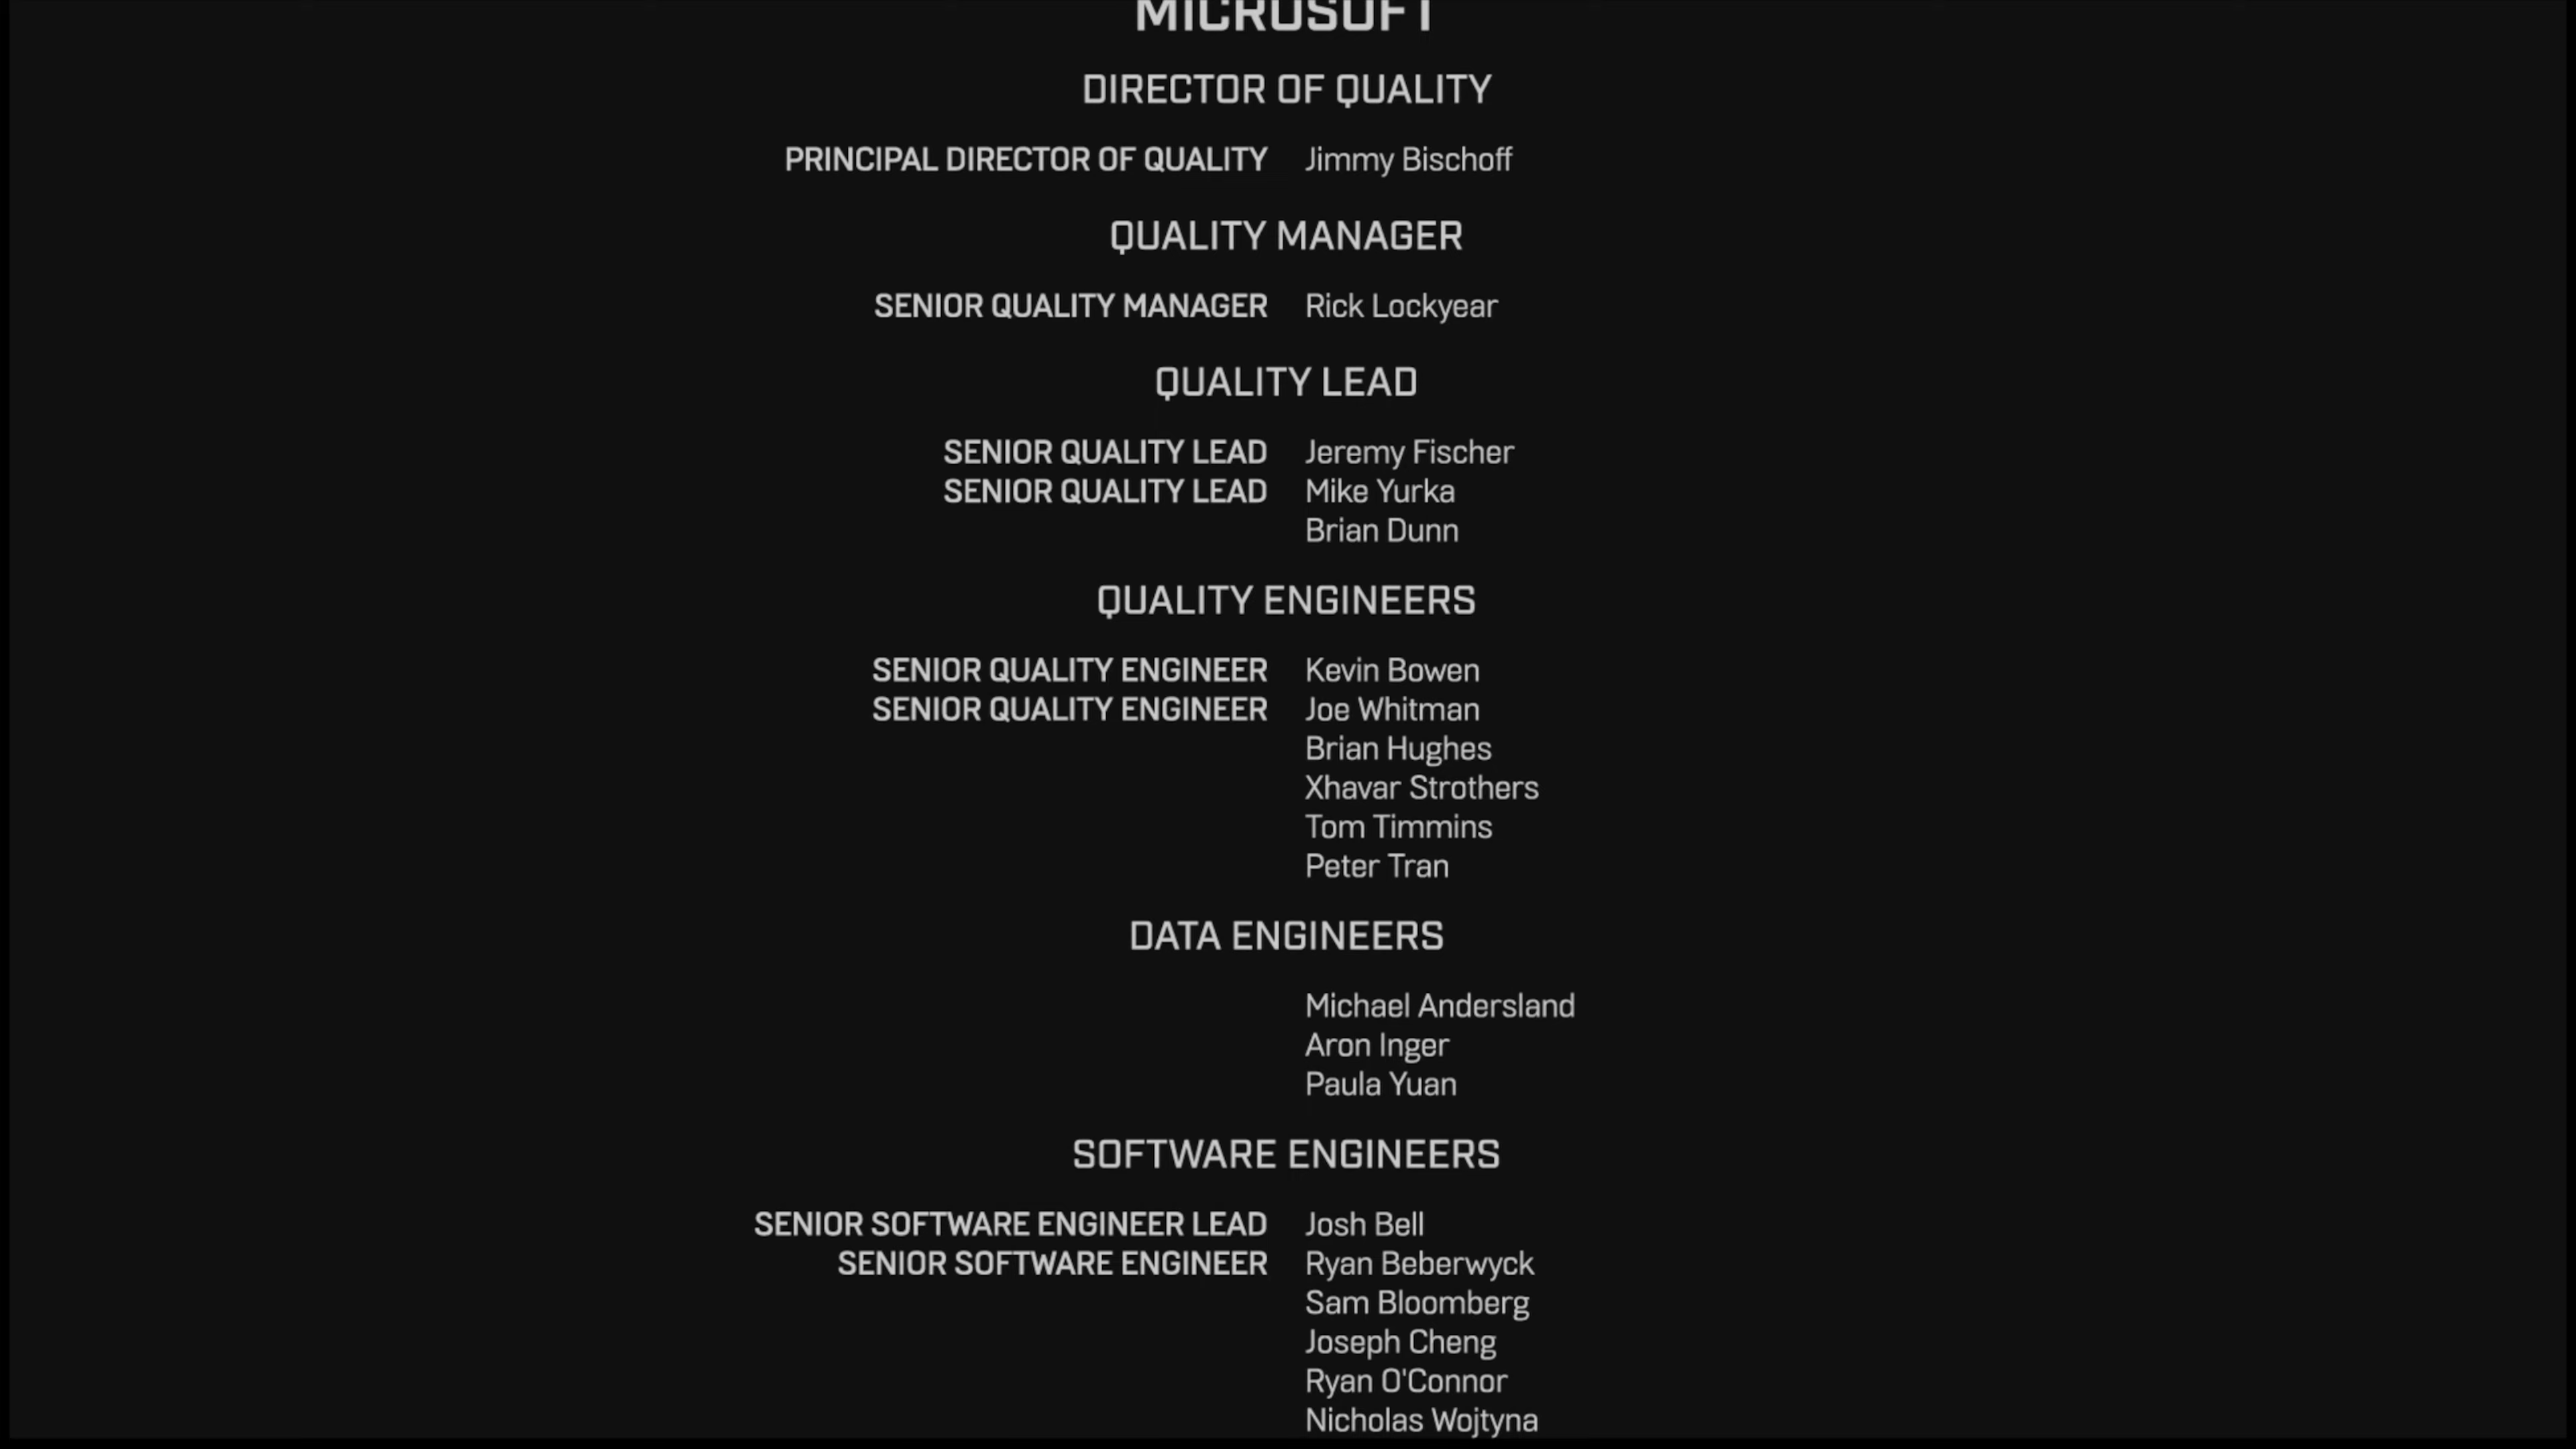 MICROSOFT
DIRECTOR OF QUALITY
PRINCIPAL DIRECTOR OF QUALITY Jimmy Bischoff
QUALITY MANAGER
SENIOR QUALITY MANAGER Rick Lockyear
QUALITY LEAD
SENIOR QUALITY LEAD Jeremy Fischer
SENIOR QUALITY LEAD Mike Yurka
Brian Dunn
QUALITY ENGINEERS
SENIOR QUALITY ENGINEER Kevin Bowen
SENIOR QUALITY ENGINEER Joe Whitman
Brian Hughes
Xhavar Strothers
Tom Timmins
Peter Tran
DATA ENGINEERS
Michael Andersland
Aron Inger
Paula Yuan
SOFTWARE ENGINEERS
SENIOR SOFTWARE ENGINEER LEAD Josh Bell
SENIOR SOFTWARE ENGINEER Ryan Beberwyck
Sam Bloomberg
Joseph Cheng
Ryan O'Connor
Nicholas Wojtyna